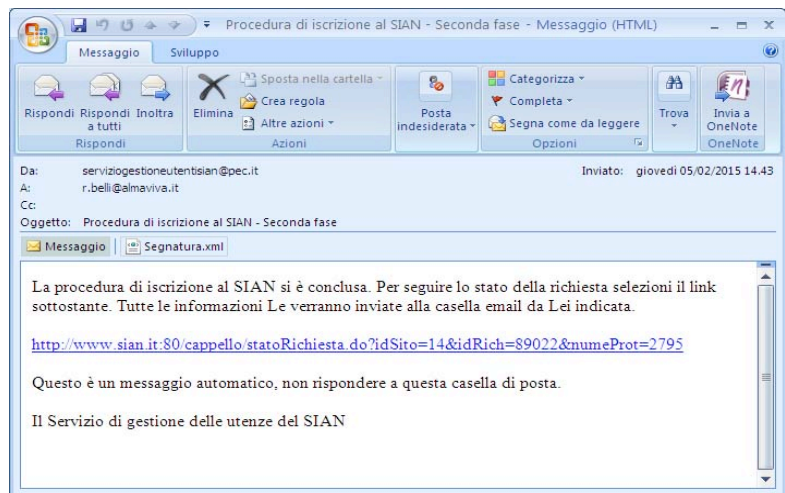 Procedura di iscrizione al SIAN - Seconda fase - Messaggio (HTML)
Messaggio Sviluppo
Rispondi Rispondi a tutti Inoltra
Rispondi
Elimina
Sposta nella cartella
Crea regola
Altre azioni
Azioni
Posta indesiderata
Categorizza
Completa
Segna come da leggere
Opzioni
Trova
Invia a OneNote
OneNote
Da: serviziogestioneutentisian@pec.it Inviato: giovedì 05/02/2015 14.43
A: r.belli@almaviva.it
Cc:
Oggetto: Procedura di iscrizione al SIAN - Seconda fase
Messaggio Segnatura.xml
La procedura di iscrizione al SIAN si è conclusa. Per seguire lo stato della richiesta selezioni il link
sottostante. Tutte le informazioni Le verranno inviate alla casella email da Lei indicata.
http://www.sian.it:80/cappello/statoRichiesta.do?idSito=14&idRich=89022&numeProt=2795
Questo è un messaggio automatico, non rispondere a questa casella di posta.
Il Servizio di gestione delle utenze del SIAN